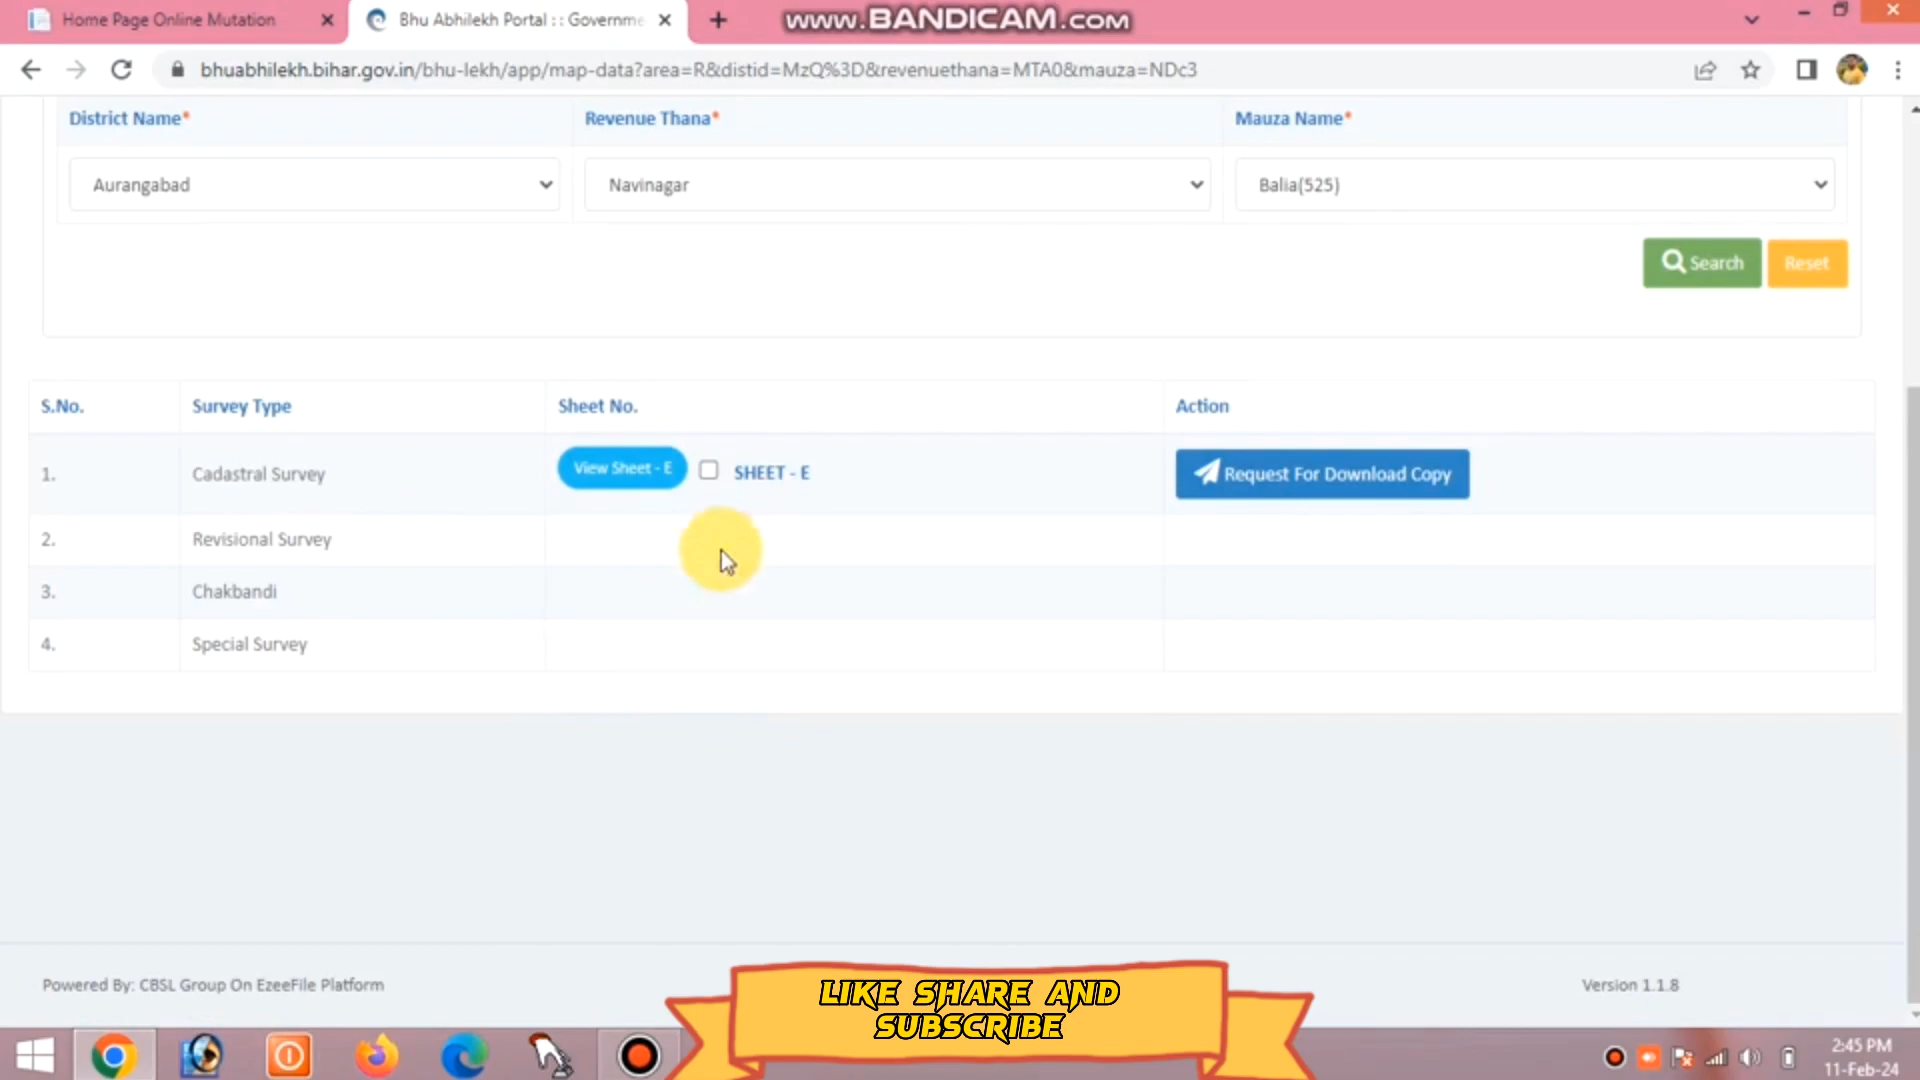 Home Page Online Mutation
Bhu Abhilekh Portal :: Governme
www.BANDICAM.com
bhuabhilekh.bihar.gov.in/bhu-lekh/app/map-data?area=R&distid=MzQ%3D&revenuethana=MTA0&mauza=NDc3
District Name* Revenue Thana* Mauza Name*
Aurangabad Navinagar Balia(525)
Search Reset
S.No. Survey Type Sheet No. Action
1. Cadastral Survey View Sheet - E SHEET - E Request For Download Copy
2. Revisional Survey
3. Chakbandi
4. Special Survey
Powered By: CBSL Group On EzeeFile Platform Version 1.1.8
LIKE SHARE AND
SUBSCRIBE
2:45 PM
11-Feb-24